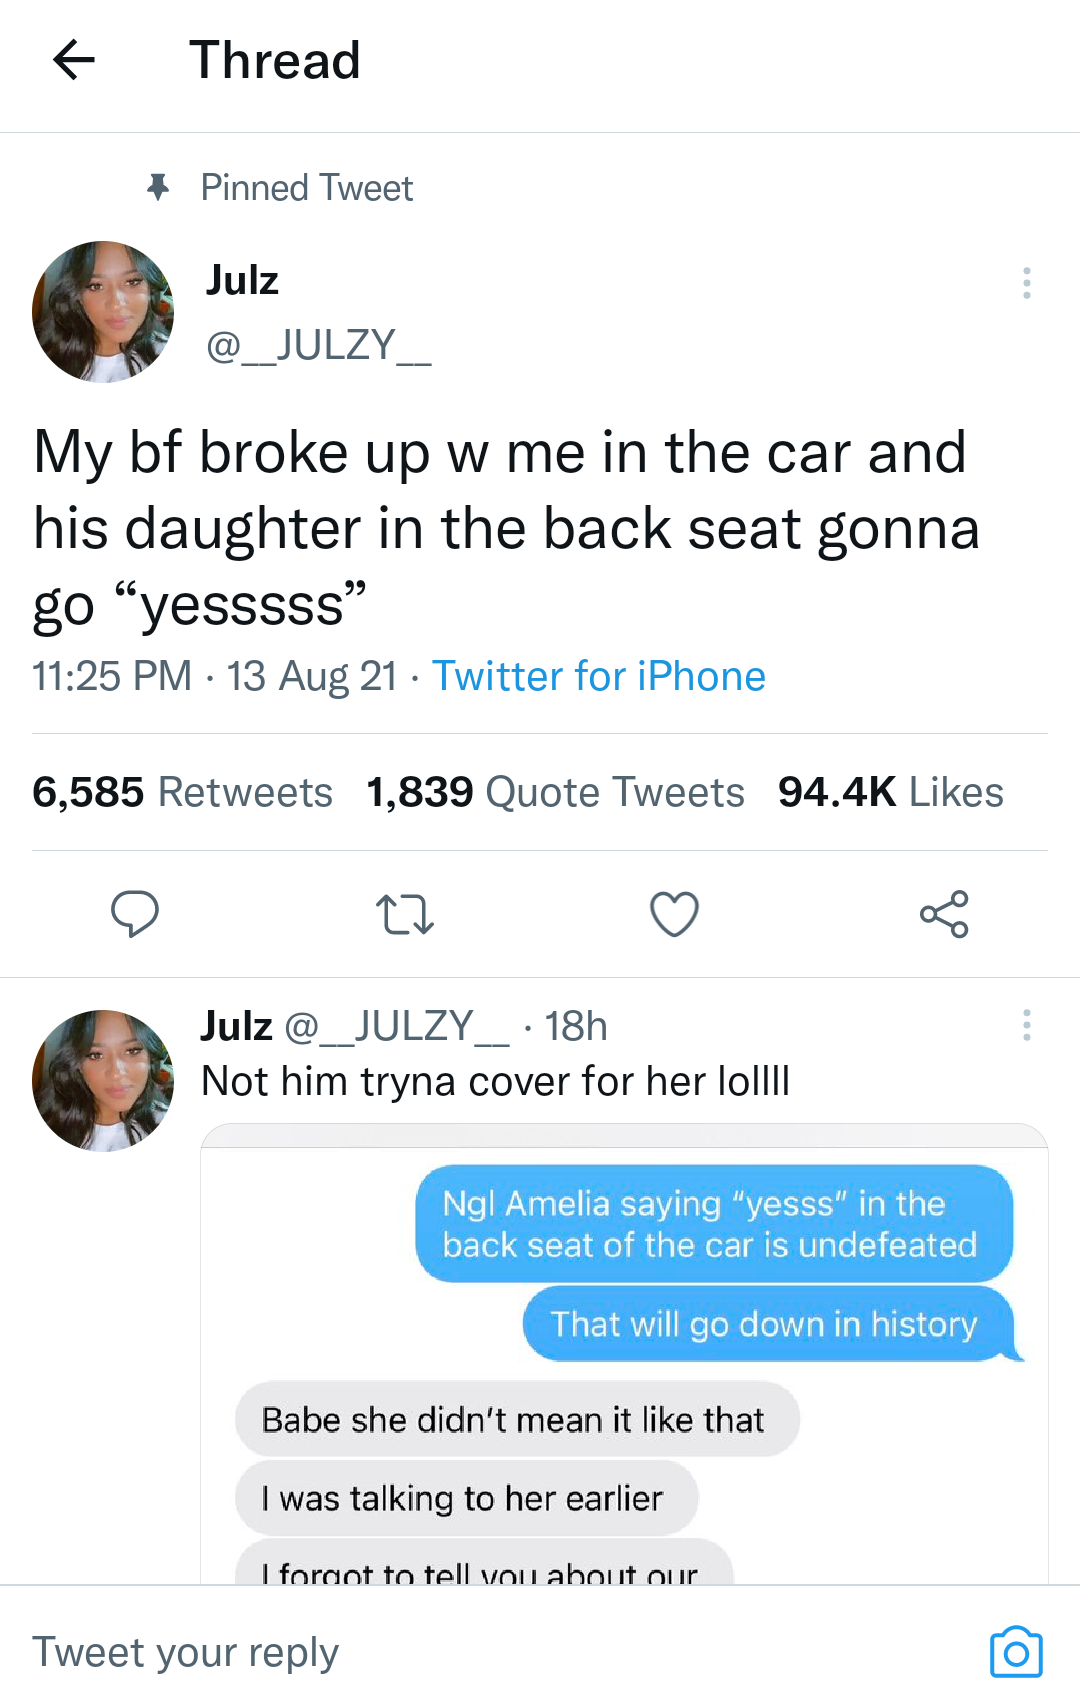 Thread
Pinned Tweet
Julz
@__JULZY__
My bf broke up w me in the car and
his daughter in the back seat gonna
go “yesssss”
11:25 PM · 13 Aug 21 · Twitter for iPhone
6,585 Retweets 1,839 Quote Tweets 94.4K Likes
Julz @__JULZY__ · 18h
Not him tryna cover for her lollll
Ngl Amelia saying “yesss” in the
back seat of the car is undefeated
That will go down in history
Babe she didn’t mean it like that
I was talking to her earlier
I forgot to tell you about our
Tweet your reply